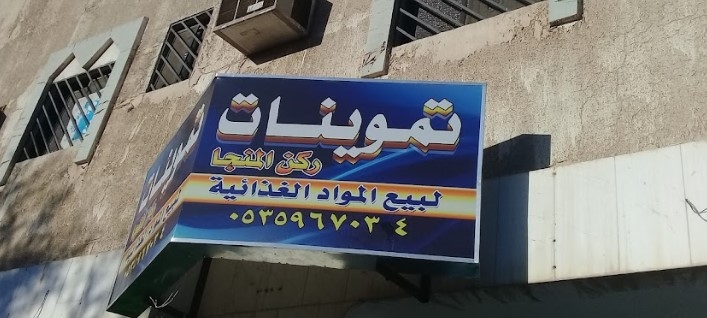 تموينات
ركن المنجا
لبيع المواد الغذائية
٠٥٣٥٩٦٧٠٣٤